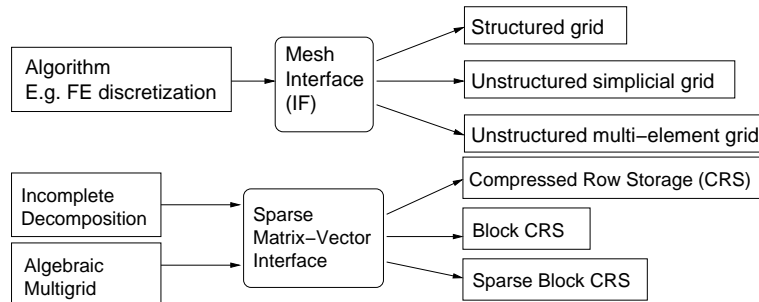 Algorithm
E.g. FE discretization
Mesh
Interface
(IF)
Structured grid
Unstructured simplicial grid
Unstructured multi−element grid
Incomplete
Decomposition
Algebraic
Multigrid
Sparse
Matrix−Vector
Interface
Compressed Row Storage (CRS)
Block CRS
Sparse Block CRS